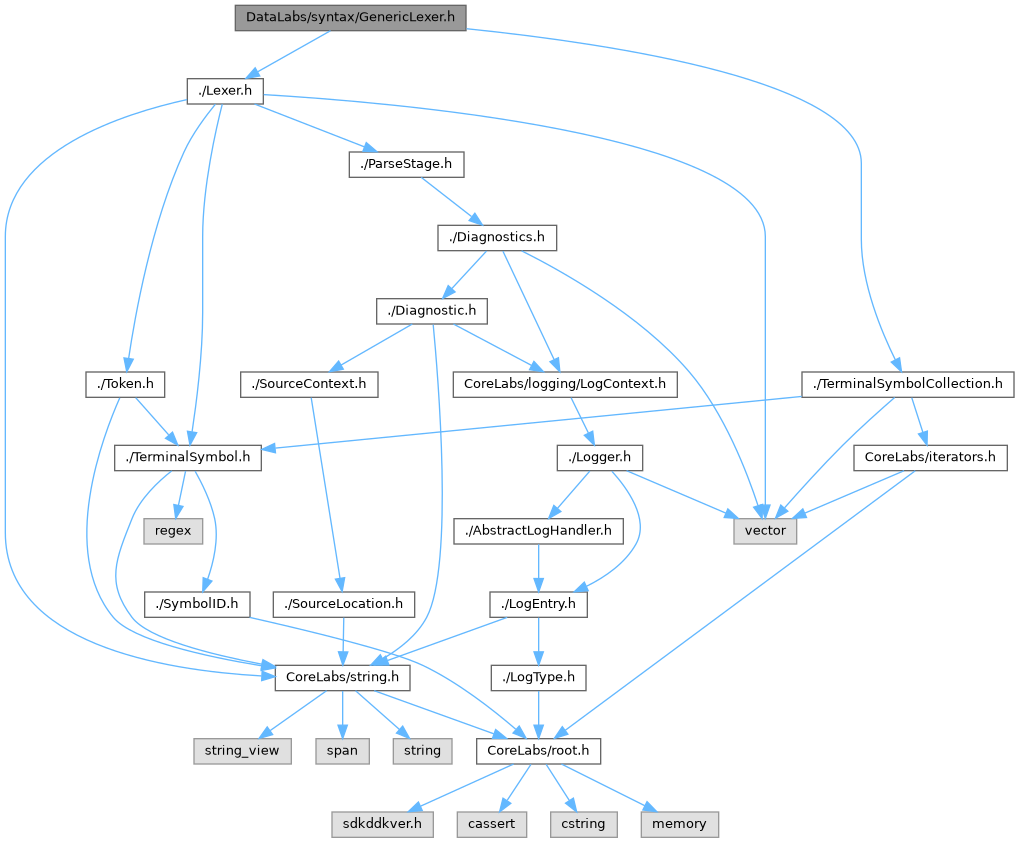 DataLabs/syntax/GenericLexer.h
./Lexer.h
./ParseStage.h
./Diagnostics.h
./Diagnostic.h
./Token.h
./SourceContext.h
CoreLabs/logging/LogContext.h
./TerminalSymbolCollection.h
./TerminalSymbol.h
./Logger.h
CoreLabs/iterators.h
regex
./AbstractLogHandler.h
vector
./SymbolID.h
./SourceLocation.h
./LogEntry.h
CoreLabs/string.h
./LogType.h
string_view
span
string
CoreLabs/root.h
sdkddkver.h
cassert
cstring
memory